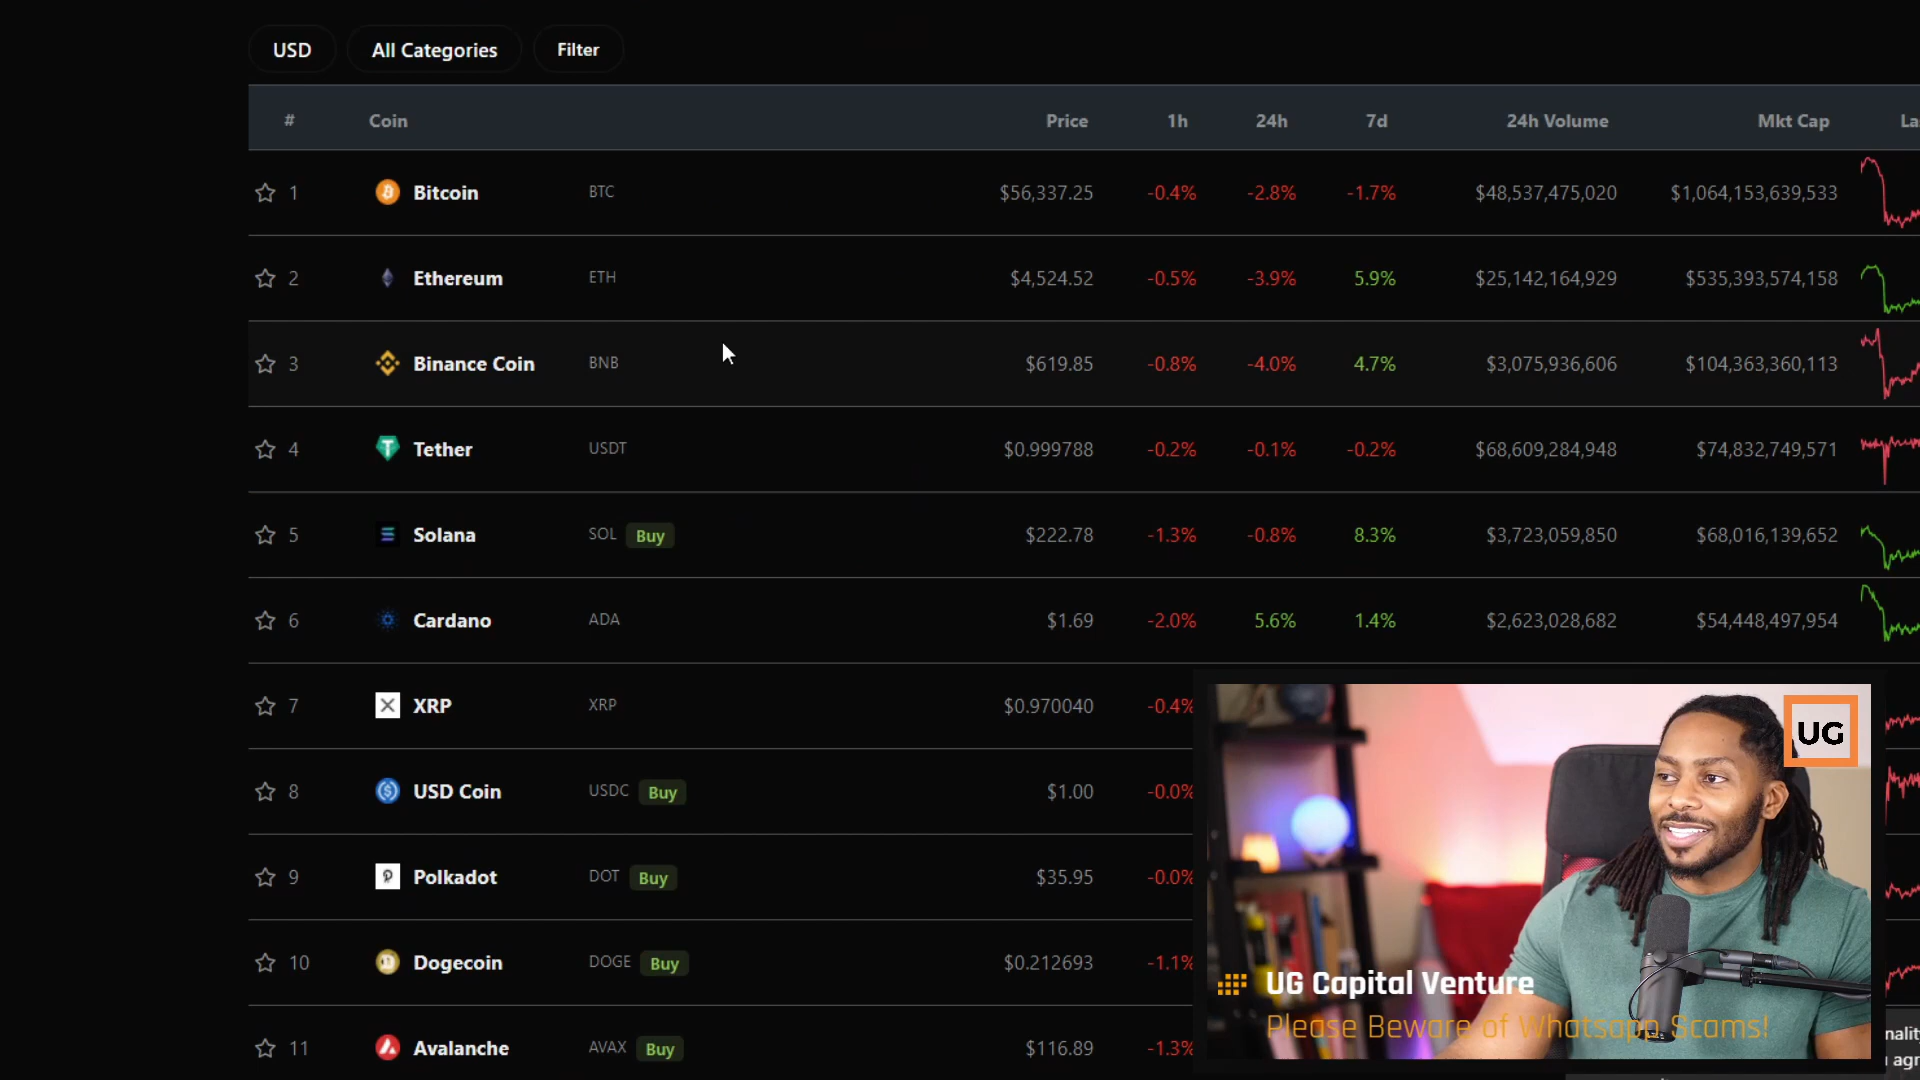 USD All Categories Filter
# Coin Price 1h 24h 7d 24h Volume Mkt Cap La
1 Bitcoin BTC $56,337.25 -0.4% -2.8% -1.7% $48,537,475,020 $1,064,153,639,533
2 Ethereum ETH $4,524.52 -0.5% -3.9% 5.9% $25,142,164,929 $535,393,574,158
3 Binance Coin BNB $619.85 -0.8% -4.0% 4.7% $3,075,936,606 $104,363,360,113
4 Tether USDT $0.999788 -0.2% -0.1% -0.2% $68,609,284,948 $74,832,749,571
5 Solana SOL Buy $222.78 -1.3% -0.8% 8.3% $3,723,059,850 $68,016,139,652
6 Cardano ADA $1.69 -2.0% 5.6% 1.4% $2,623,028,682 $54,448,497,954
7 XRP XRP $0.970040 -0.4%
8 USD Coin USDC Buy $1.00 -0.0%
9 Polkadot DOT Buy $35.95 -0.0%
10 Dogecoin DOGE Buy $0.212693 -1.1%
11 Avalanche AVAX Buy $116.89 -1.3%
UG
UG Capital Venture
Please Beware of Whatsapp Scams!
nality
agr